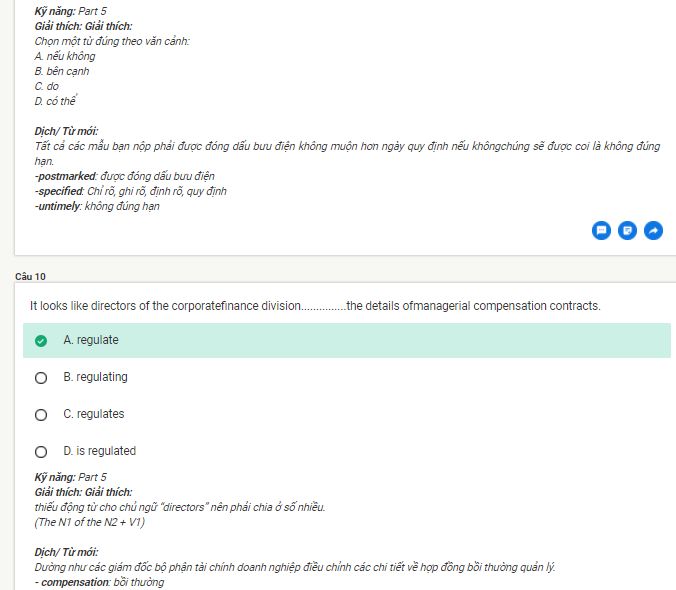 Kỹ năng: Part 5
Giải thích: Giải thích:
Chọn một từ đúng theo văn cảnh:
A. nếu không
B. bên cạnh
C. do
D. có thể
Dịch/ Từ mới:
Tất cả các mẫu bạn nộp phải được đóng dấu bưu điện không muộn hơn ngày quy định nếu khôngchúng sẽ được coi là không đúng
hạn.
-postmarked: được đóng dấu bưu điện
-specified: Chỉ rõ, ghi rõ, định rõ, quy định
-untimely: không đúng hạn
Câu 10
It looks like directors of the corporatefinance division...............the details ofmanagerial compensation contracts.
A. regulate
B. regulating
C. regulates
D. is regulated
Kỹ năng: Part 5
Giải thích: Giải thích:
thiếu động từ cho chủ ngữ “directors” nên phải chia ở số nhiều.
(The N1 of the N2 + V1)
Dịch/ Từ mới:
Dường như các giám đốc bộ phận tài chính doanh nghiệp điều chỉnh các chi tiết về hợp đồng bồi thường quản lý.
- compensation: bồi thường